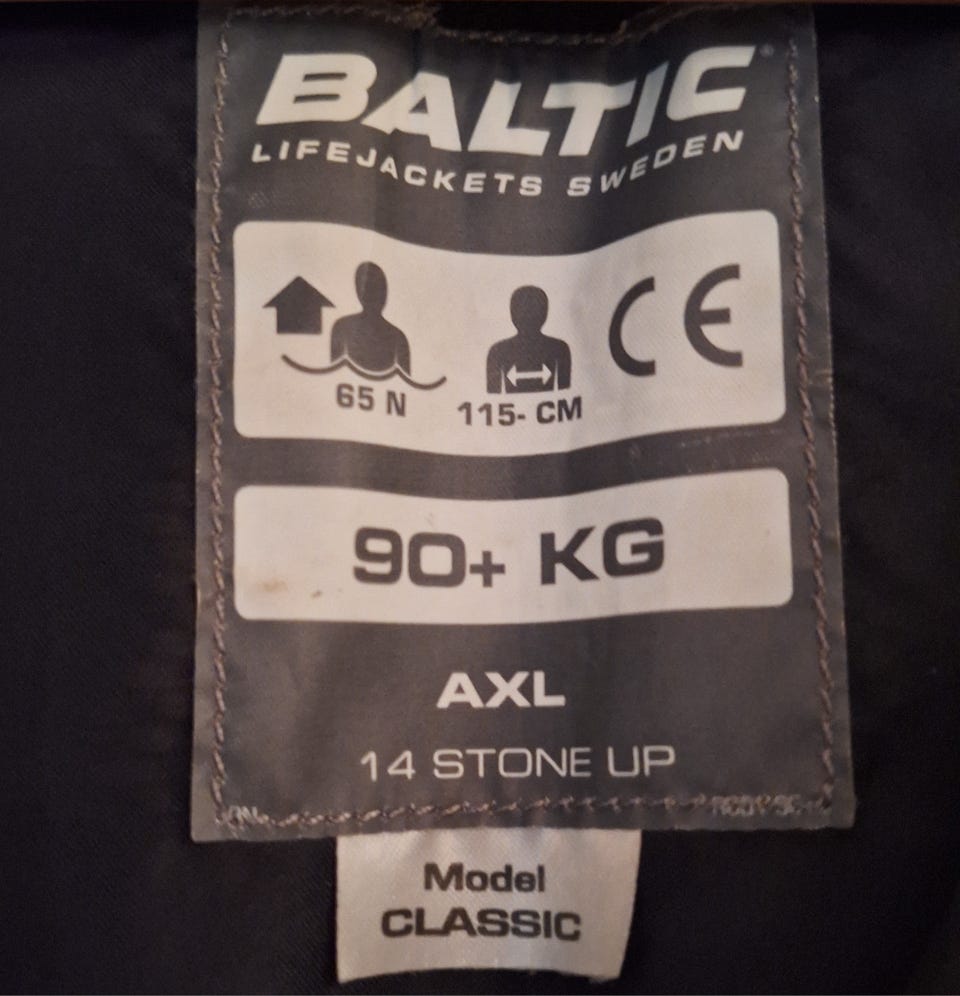 BALTIC®
LIFEJACKETS SWEDEN
65 N
115- CM
CE
90+ KG
AXL
14 STONE UP
Model
CLASSIC